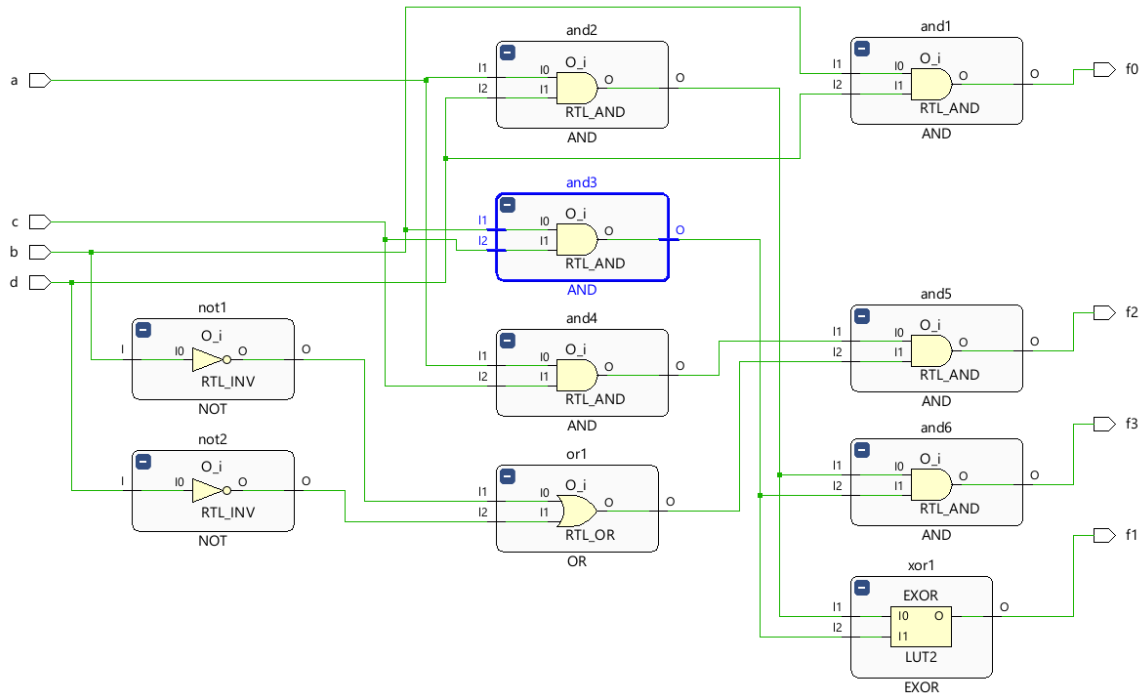 and2
I1 I0 O_i O O
I2 I1
RTL_AND
AND
and1
I1 I0 O_i O O
I2 I1
RTL_AND
AND
a
f0
and3
I1 I0 O_i O O
I2 I1
RTL_AND
AND
c
b
d
not1
O_i
I I0 O O
RTL_INV
NOT
and4
I1 I0 O_i O O
I2 I1
RTL_AND
AND
and5
I1 I0 O_i O O
I2 I1
RTL_AND
AND
f2
not2
O_i
I I0 O O
RTL_INV
NOT
or1
I1 I0 O_i O O
I2 I1
RTL_OR
OR
and6
I1 I0 O_i O O
I2 I1
RTL_AND
AND
f3
f1
xor1
EXOR
I1 I0 O O
I2 I1
LUT2
EXOR